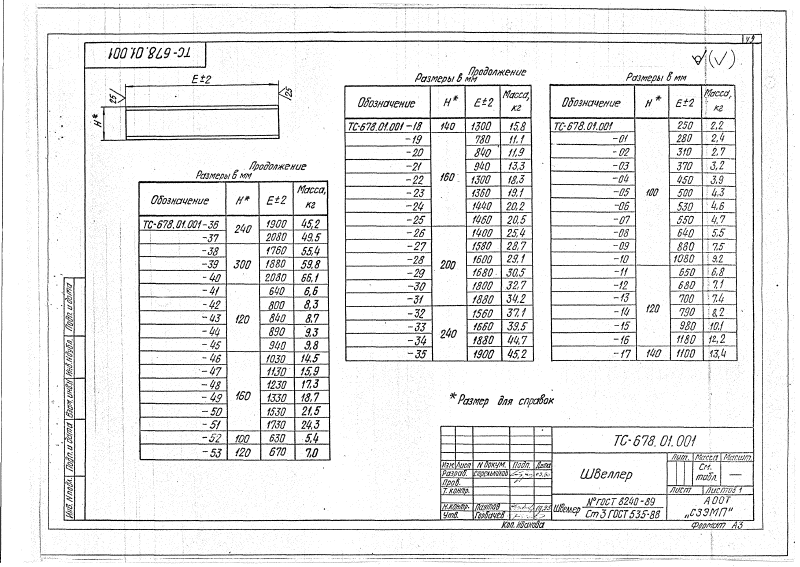 ТС-678.01.001
Е±2
25
25
Н*
√(√)
Размеры в мм
Обозначение Н* Е±2 Масса, кг
ТС-678.01.001 100 250 2,2
-01 280 2,4
-02 310 2,7
-03 370 3,2
-04 450 3,9
-05 500 4,3
-06 530 4,6
-07 550 4,7
-08 640 5,5
-09 880 7,5
-10 1080 9,2
-11 120 650 6,8
-12 680 7,1
-13 700 7,4
-14 790 8,2
-15 980 10,1
-16 1180 12,2
-17 140 1100 13,4
Продолжение
Размеры в мм
Обозначение Н* Е±2 Масса, кг
ТС-678.01.001-18 140 1300 15,8
-19 160 780 11,1
-20 840 11,9
-21 940 13,3
-22 1300 18,3
-23 1360 19,1
-24 1440 20,2
-25 1460 20,5
-26 200 1400 25,4
-27 1580 28,7
-28 1600 29,1
-29 1680 30,5
-30 1800 32,7
-31 1880 34,2
-32 240 1560 37,1
-33 1660 39,5
-34 1880 44,7
-35 1900 45,2
Продолжение
Размеры в мм
Обозначение Н* Е±2 Масса, кг
ТС-678.01.001-36 240 1900 45,2
-37 2080 49,5
-38 300 1760 55,4
-39 1880 59,8
-40 2080 66,1
-41 120 640 6,6
-42 800 8,3
-43 840 8,7
-44 890 9,3
-45 940 9,8
-46 160 1030 14,5
-47 1130 15,9
-48 1230 17,3
-49 1330 18,7
-50 1530 21,5
-51 1730 24,3
-52 100 630 5,4
-53 120 670 7,0
* Размер для справок
ТС-678.01.001
Швеллер
Лит. Масса Масшт.
См. табл. —
Лист Листов 1
Изм. Лист N докум. Подп. Дата
Разраб.
Пров.
Т. контр.
Н. контр.
Утв. Горбачев
Швеллер № ГОСТ 8240-89
Ст3 ГОСТ 535-88
АООТ
„СЭЭМП"
Коп. Иванова
Формат А3
Инв. N подл. Подп. и дата Взам. инв. N Инв. N дубл. Подп. и дата